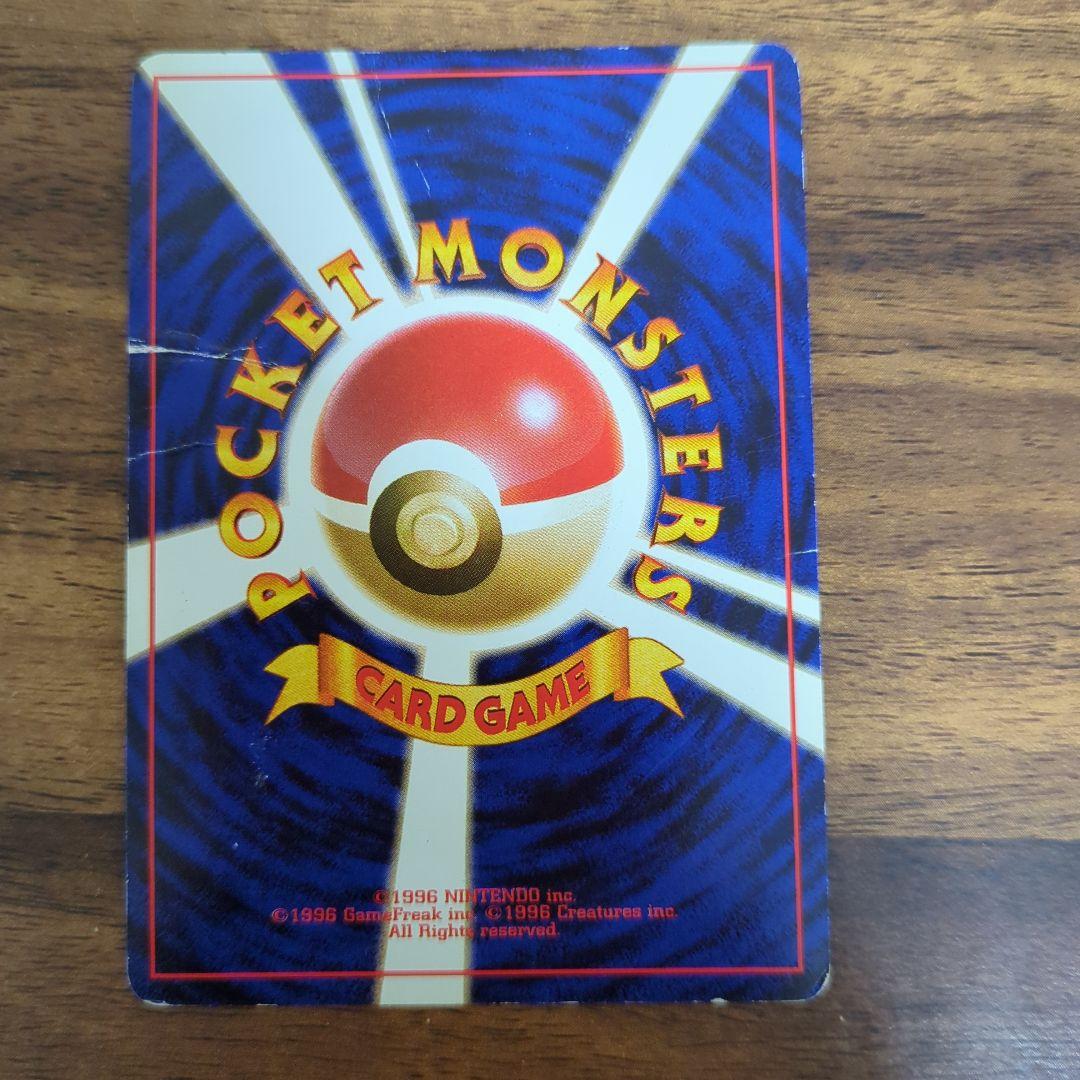 POCKET MONSTERS
CARD GAME
©1996 NINTENDO inc.
©1996 GameFreak inc. ©1996 Creatures inc.
All Rights reserved.